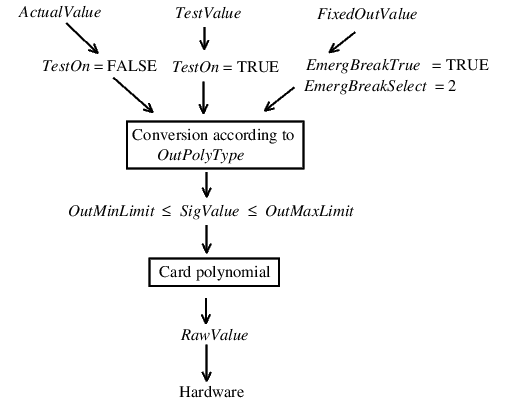 ActualValue TestValue FixedOutValue
TestOn = FALSE TestOn = TRUE EmergBreakTrue = TRUE
EmergBreakSelect = 2
Conversion according to
OutPolyType
OutMinLimit ≤ SigValue ≤ OutMaxLimit
Card polynomial
RawValue
Hardware